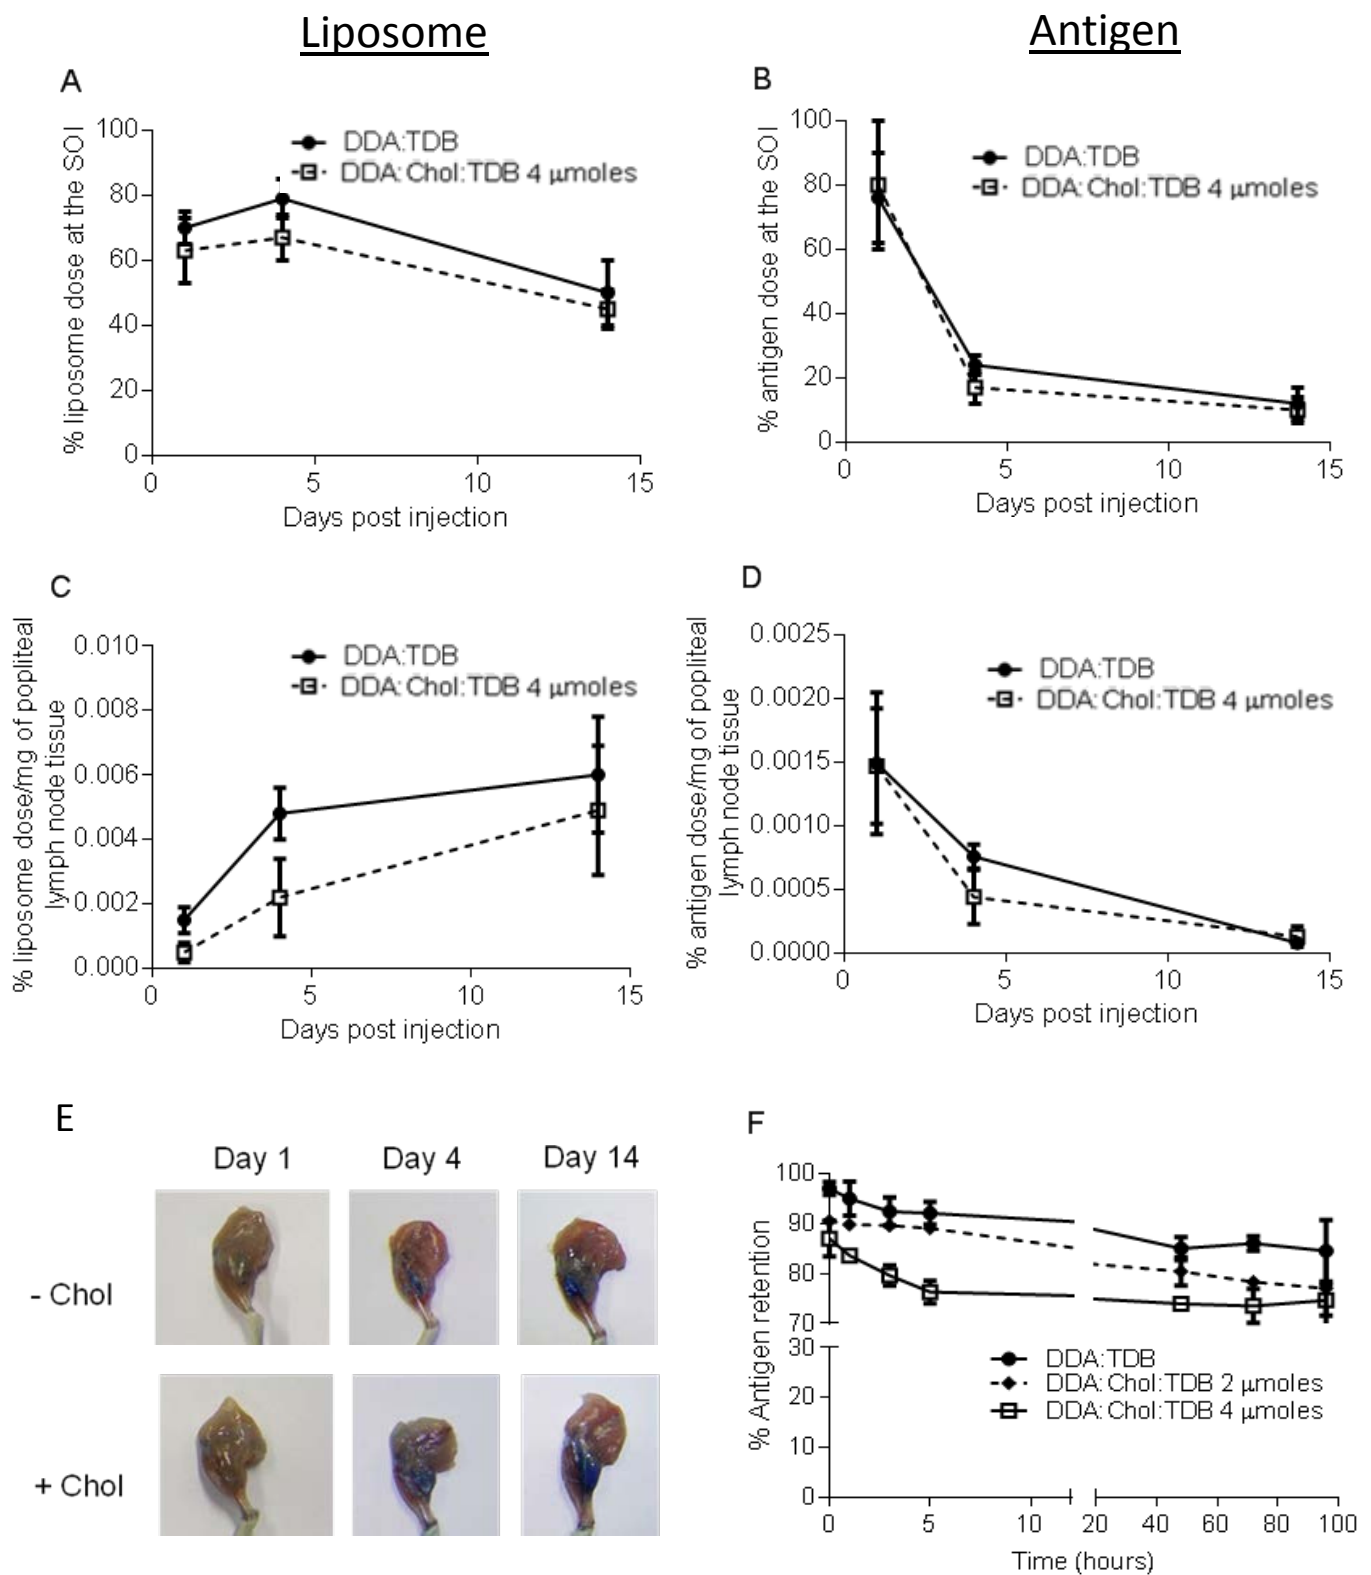 Liposome
Antigen
A
100
80
60
40
20
0
% liposome dose at the SOI
DDA:TDB
DDA:Chol:TDB 4 μmoles
0 5 10 15
Days post injection
B
100
80
60
40
20
0
% antigen dose at the SOI
DDA:TDB
DDA:Chol:TDB 4 μmoles
0 5 10 15
Days post injection
C
0.010
0.008
0.006
0.004
0.002
0.000
% liposome dose/mg of popliteal
lymph node tissue
DDA:TDB
DDA:Chol:TDB 4 μmoles
0 5 10 15
Days post injection
D
0.0025
0.0020
0.0015
0.0010
0.0005
0.0000
% antigen dose/mg of popliteal
lymph node tissue
DDA:TDB
DDA:Chol:TDB 4 μmoles
0 5 10 15
Days post injection
E
Day 1 Day 4 Day 14
- Chol
+ Chol
F
100
90
80
70
30
20
10
0
% Antigen retention
DDA:TDB
DDA:Chol:TDB 2 μmoles
DDA:Chol:TDB 4 μmoles
0 5 10 20 40 60 80 100
Time (hours)